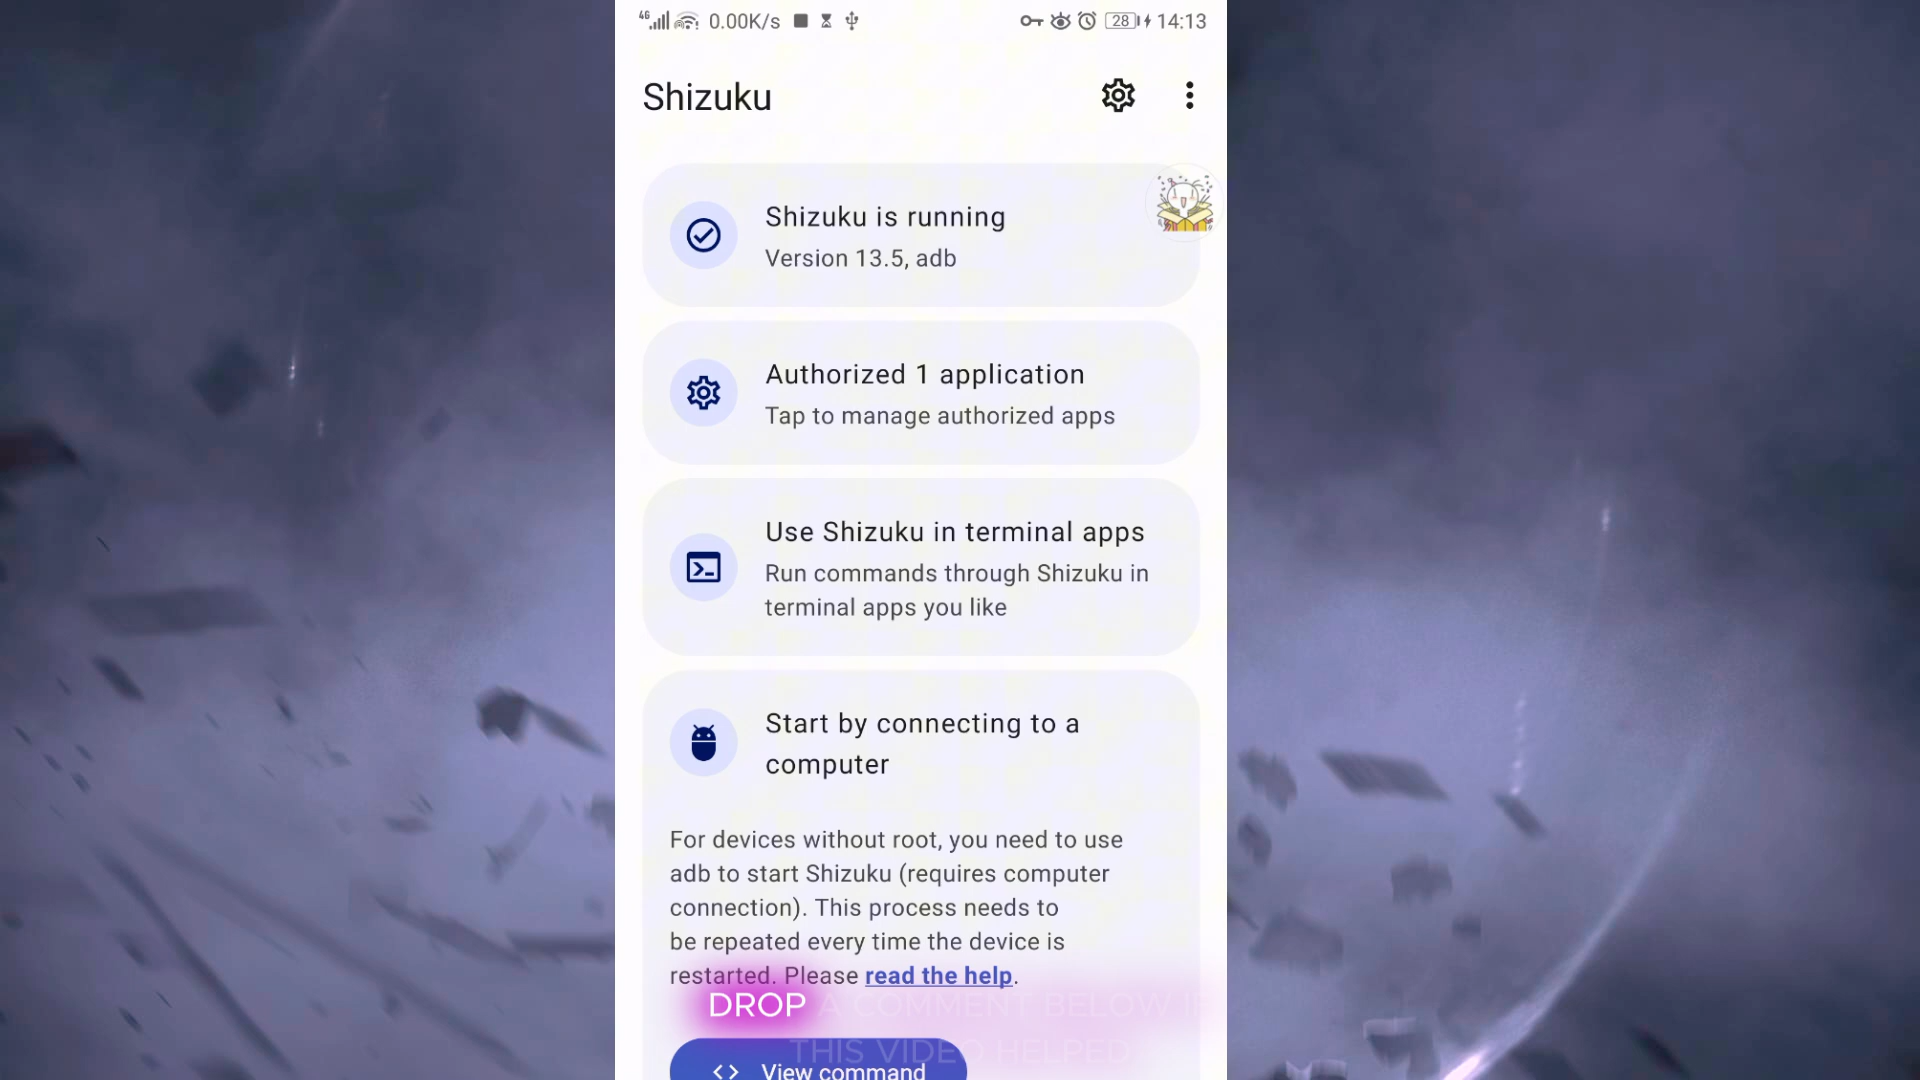 4G 0.00K/s 28 14:13
Shizuku
Shizuku is running
Version 13.5, adb
Authorized 1 application
Tap to manage authorized apps
Use Shizuku in terminal apps
Run commands through Shizuku in
terminal apps you like
Start by connecting to a
computer
For devices without root, you need to use
adb to start Shizuku (requires computer
connection). This process needs to
be repeated every time the device is
restarted. Please read the help.
DROP A COMMENT BELOW IF
THIS VIDEO HELPED
View command